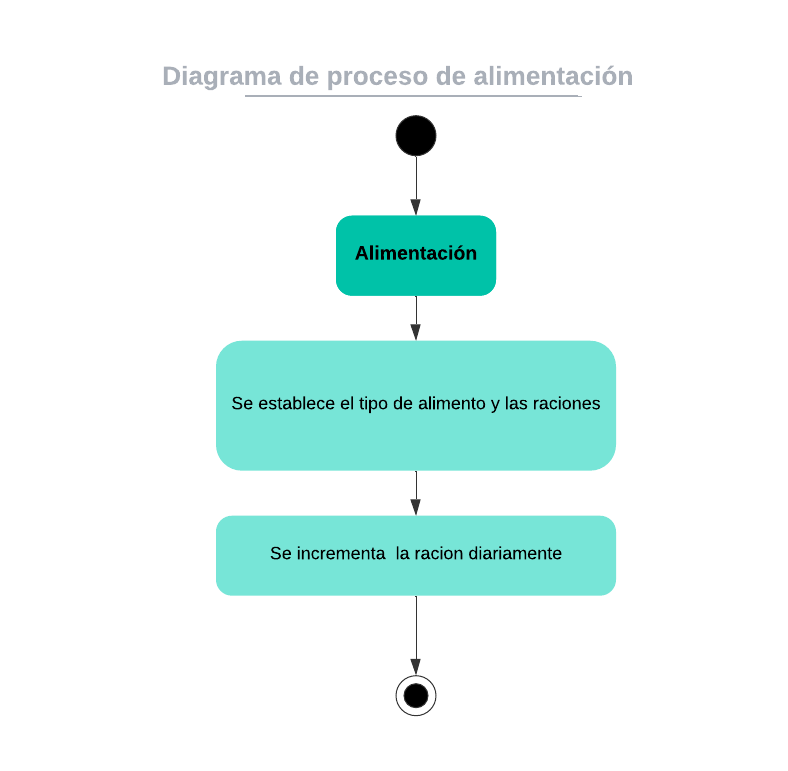 Diagrama de proceso de alimentación
Alimentación
Se establece el tipo de alimento y las raciones
Se incrementa  la racion diariamente